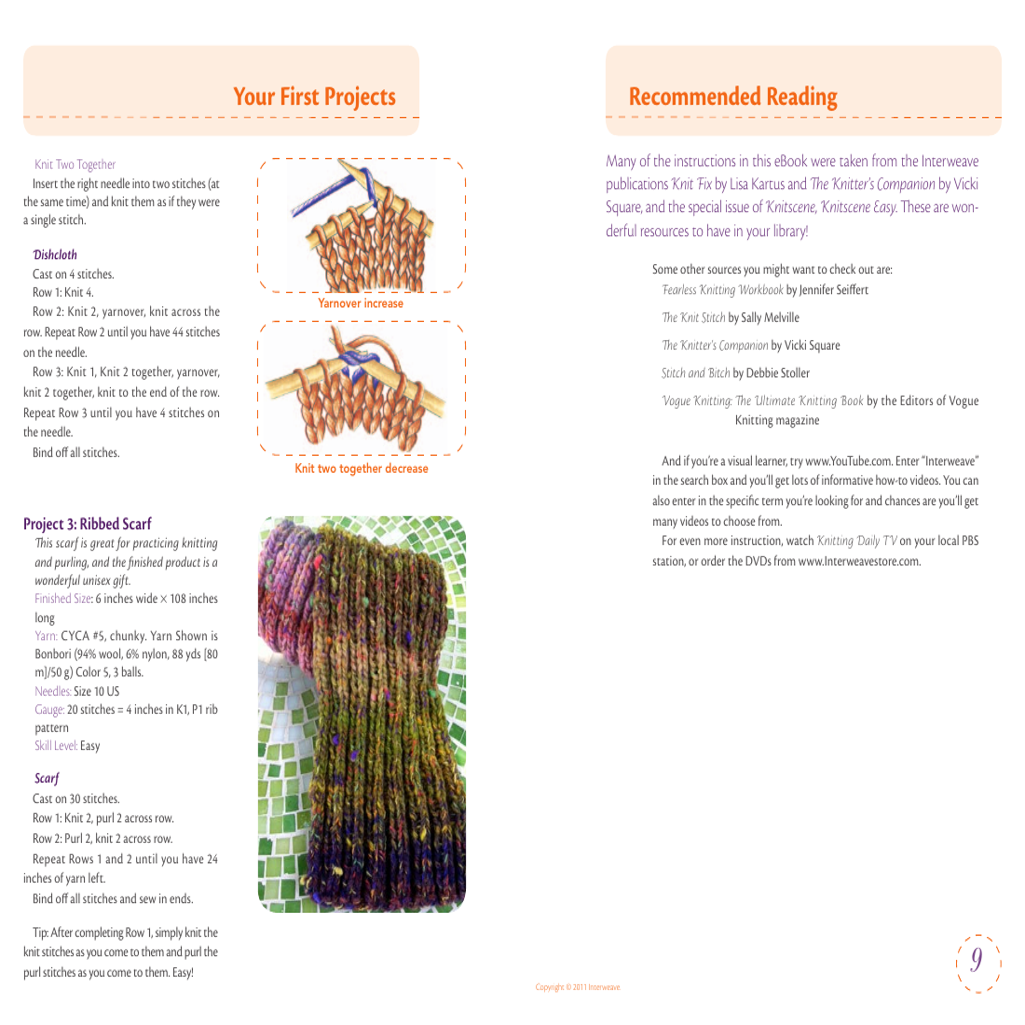 Your First Projects
Knit Two Together
Insert the right needle into two stitches (at
the same time) and knit them as if they were
a single stitch.
Dishcloth
Cast on 4 stitches.
Row 1: Knit 4.
Row 2: Knit 2, yarnover, knit across the
row. Repeat Row 2 until you have 44 stitches
on the needle.
Row 3: Knit 1, Knit 2 together, yarnover,
knit 2 together, knit to the end of the row.
Repeat Row 3 until you have 4 stitches on
the needle.
Bind off all stitches.
Yarnover increase
Knit two together decrease
Project 3: Ribbed Scarf
This scarf is great for practicing knitting
and purling, and the finished product is a
wonderful unisex gift.
Finished Size: 6 inches wide × 108 inches
long
Yarn: CYCA #5, chunky. Yarn Shown is
Bonbori (94% wool, 6% nylon, 88 yds [80
m]/50 g) Color 5, 3 balls.
Needles: Size 10 US
Gauge: 20 stitches = 4 inches in K1, P1 rib
pattern
Skill Level: Easy
Scarf
Cast on 30 stitches.
Row 1: Knit 2, purl 2 across row.
Row 2: Purl 2, knit 2 across row.
Repeat Rows 1 and 2 until you have 24
inches of yarn left.
Bind off all stitches and sew in ends.
Tip: After completing Row 1, simply knit the
knit stitches as you come to them and purl the
purl stitches as you come to them. Easy!
Recommended Reading
Many of the instructions in this eBook were taken from the Interweave
publications Knit Fix by Lisa Kartus and The Knitter's Companion by Vicki
Square, and the special issue of Knitscene, Knitscene Easy. These are won-
derful resources to have in your library!
Some other sources you might want to check out are:
Fearless Knitting Workbook by Jennifer Seiffert
The Knit Stitch by Sally Melville
The Knitter's Companion by Vicki Square
Stitch and Bitch by Debbie Stoller
Vogue Knitting: The Ultimate Knitting Book by the Editors of Vogue
Knitting magazine
And if you're a visual learner, try www.YouTube.com. Enter "Interweave"
in the search box and you'll get lots of informative how-to videos. You can
also enter in the specific term you're looking for and chances are you'll get
many videos to choose from.
For even more instruction, watch Knitting Daily TV on your local PBS
station, or order the DVDs from www.Interweavestore.com.
9
Copyright © 2011 Interweave